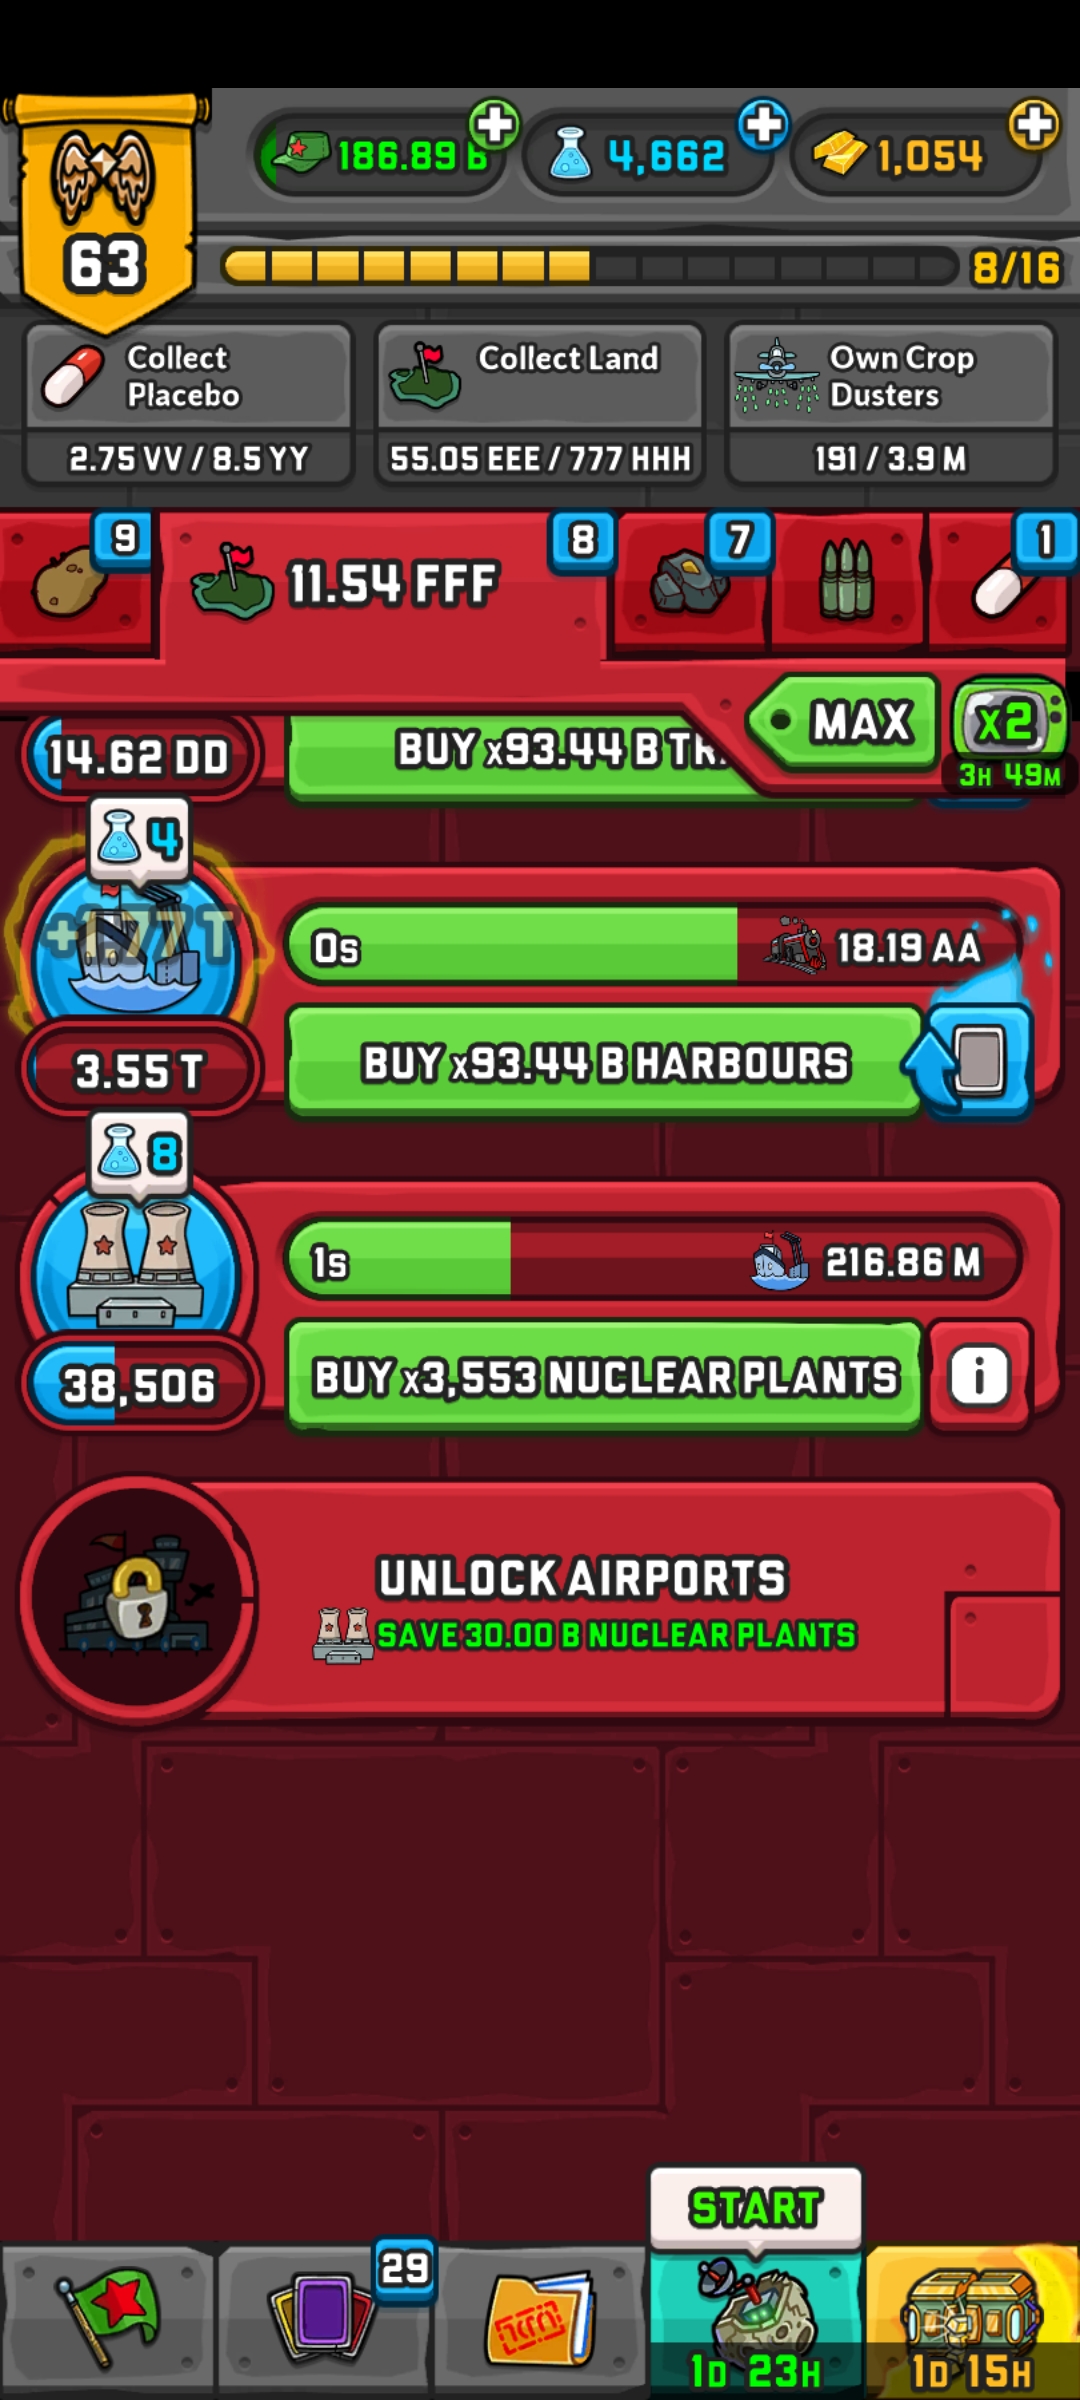 186.89 B
4,662
1,054
63
8/16
Collect
Placebo
2.75 VV / 8.5 YY
Collect Land
55.05 EEE / 777 HHH
Own Crop
Dusters
191 / 3.9 M
9
11.54 FFF
8
7
1
MAX
x2
3H 49M
14.62 DD
BUY x93.44 B
4
0s
18.19 AA
3.55 T
BUY x93.44 B HARBOURS
8
1s
216.86 M
38,506
BUY x3,553 NUCLEAR PLANTS
i
UNLOCK AIRPORTS
SAVE 30.00 B NUCLEAR PLANTS
START
29
1D 23H
1D 15H